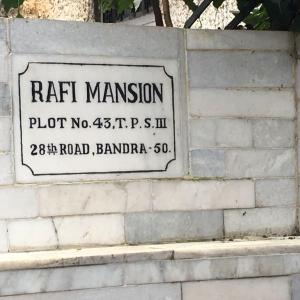 RAFI MANSION
PLOT No. 43, T. P. S. III
28th ROAD, BANDRA - 50.